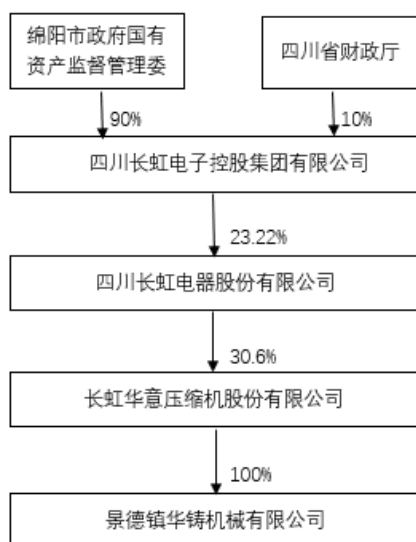 绵阳市政府国有
资产监督管理委
四川省财政厅
90%
10%
四川长虹电子控股集团有限公司
23.22%
四川长虹电器股份有限公司
30.6%
长虹华意压缩机股份有限公司
100%
景德镇华铸机械有限公司